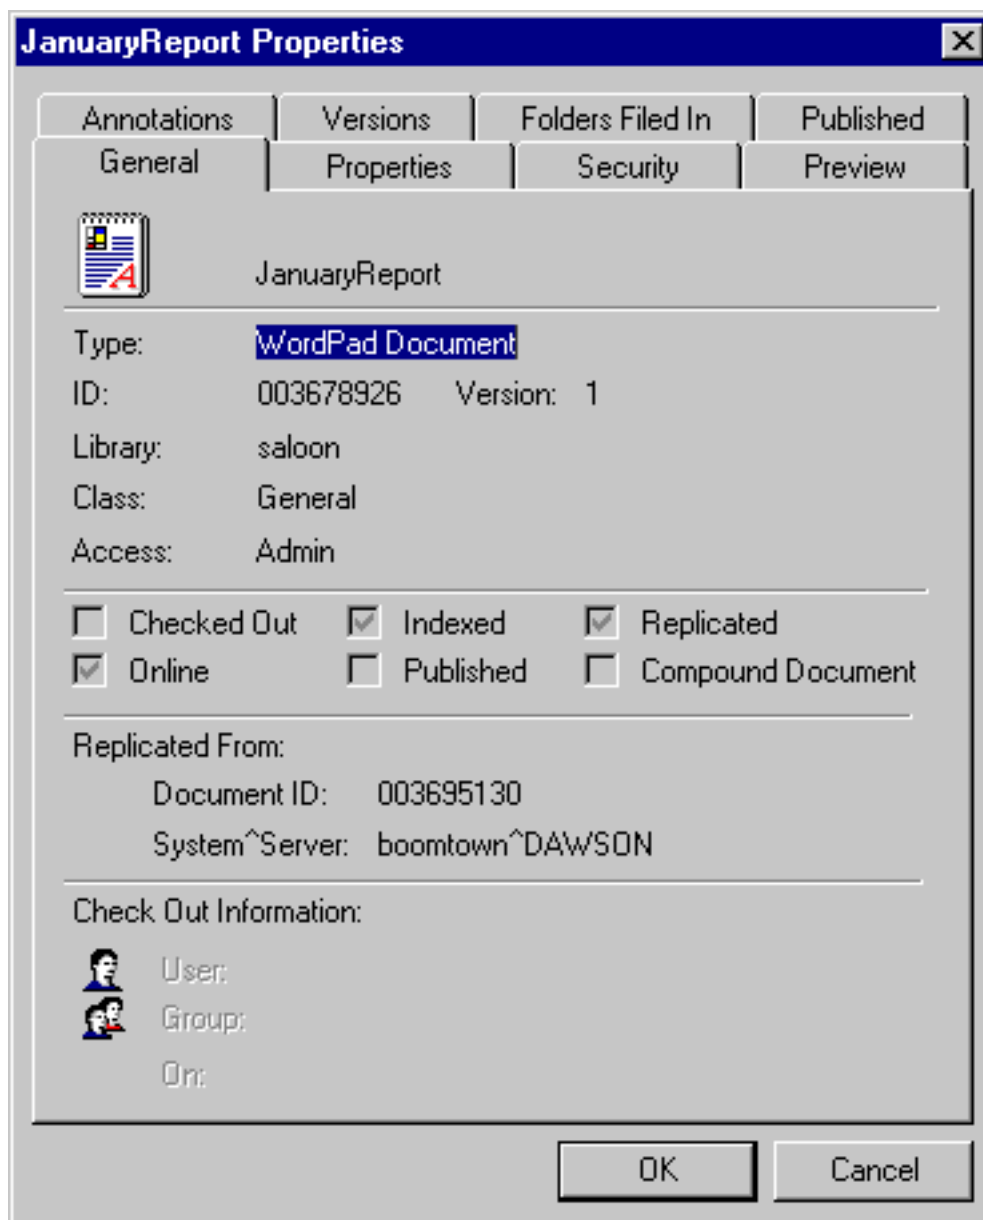 JanuaryReport Properties
Annotations Versions Folders Filed In Published
General Properties Security Preview
JanuaryReport
Type: WordPad Document
ID: 003678926 Version: 1
Library: saloon
Class: General
Access: Admin
Checked Out Indexed Replicated
Online Published Compound Document
Replicated From:
Document ID: 003695130
System^Server: boomtown^DAWSON
Check Out Information:
User:
Group:
On:
OK Cancel